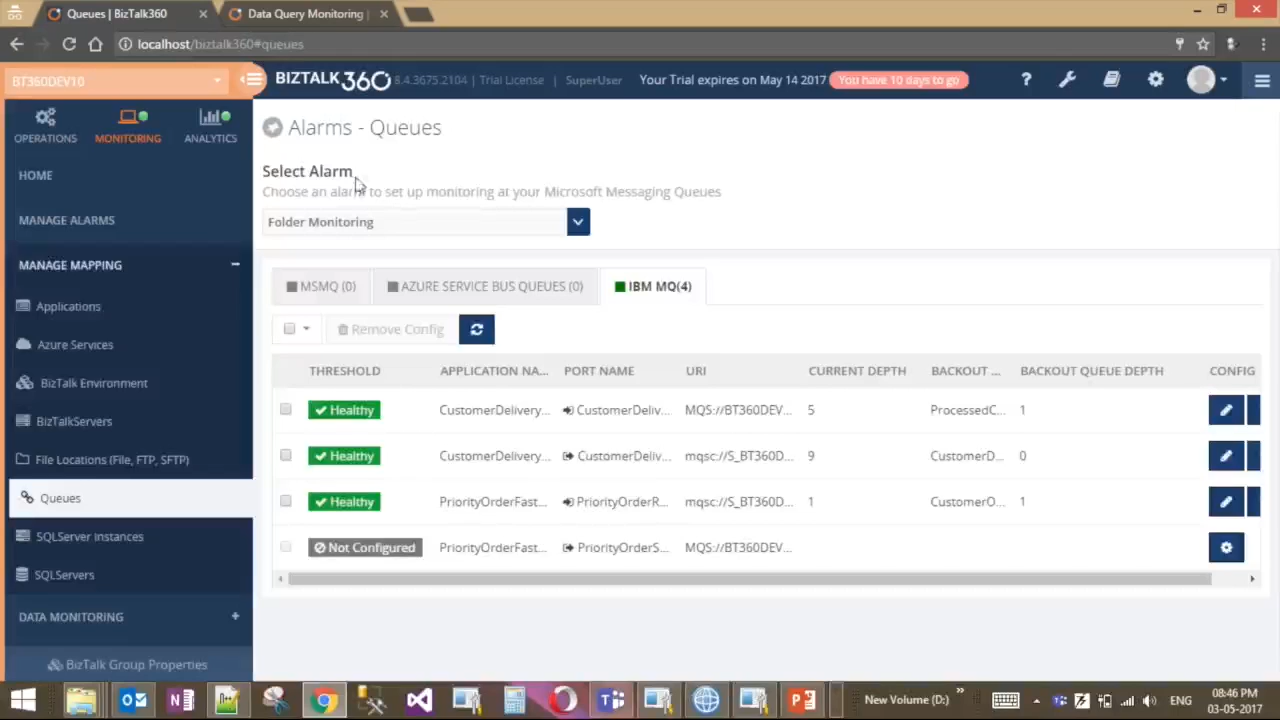 Queues | BizTalk360
Data Query Monitoring |
localhost/biztalk360#queues
BT360DEV10
BIZTALK360 8.4.3675.2104 | Trial License | SuperUser Your Trial expires on May 14 2017 You have 10 days to go
OPERATIONS MONITORING ANALYTICS
HOME
MANAGE ALARMS
MANAGE MAPPING
Applications
Azure Services
BizTalk Environment
BizTalkServers
File Locations (File, FTP, SFTP)
Queues
SQLServer Instances
SQLServers
DATA MONITORING
BizTalk Group Properties
Alarms - Queues
Select Alarm
Choose an alarm to set up monitoring at your Microsoft Messaging Queues
Folder Monitoring
MSMQ (0) AZURE SERVICE BUS QUEUES (0) IBM MQ(4)
Remove Config
THRESHOLD APPLICATION NA... PORT NAME URI CURRENT DEPTH BACKOUT ... BACKOUT QUEUE DEPTH CONFIG
Healthy CustomerDelivery... CustomerDeliv... MQS://BT360DEV... 5 ProcessedC... 1
Healthy CustomerDelivery... CustomerDeliv... mqsc://S_BT360D... 9 CustomerD... 0
Healthy PriorityOrderFast... PriorityOrderR... mqsc://S_BT360D... 1 CustomerO... 1
Not Configured PriorityOrderFast... PriorityOrderS... MQS://BT360DEV...
New Volume (D:) ENG 08:46 PM
03-05-2017